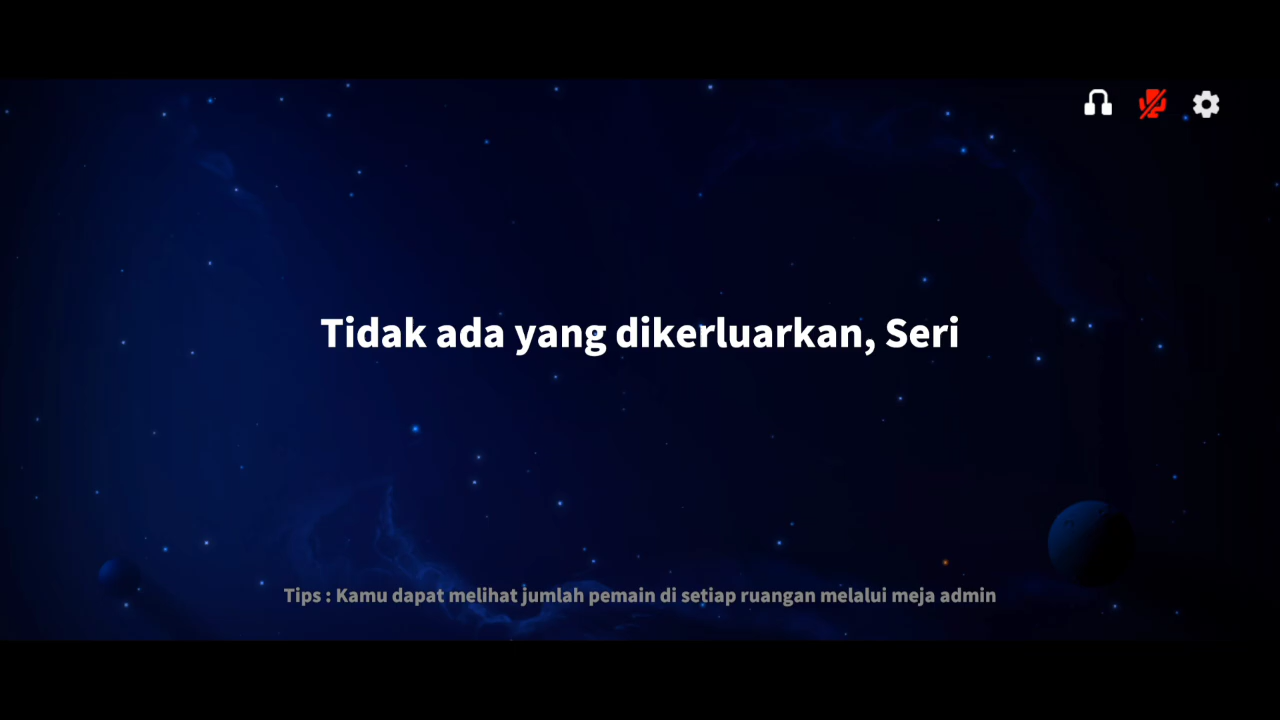 Tidak ada yang dikerluarkan, Seri
Tips : Kamu dapat melihat jumlah pemain di setiap ruangan melalui meja admin